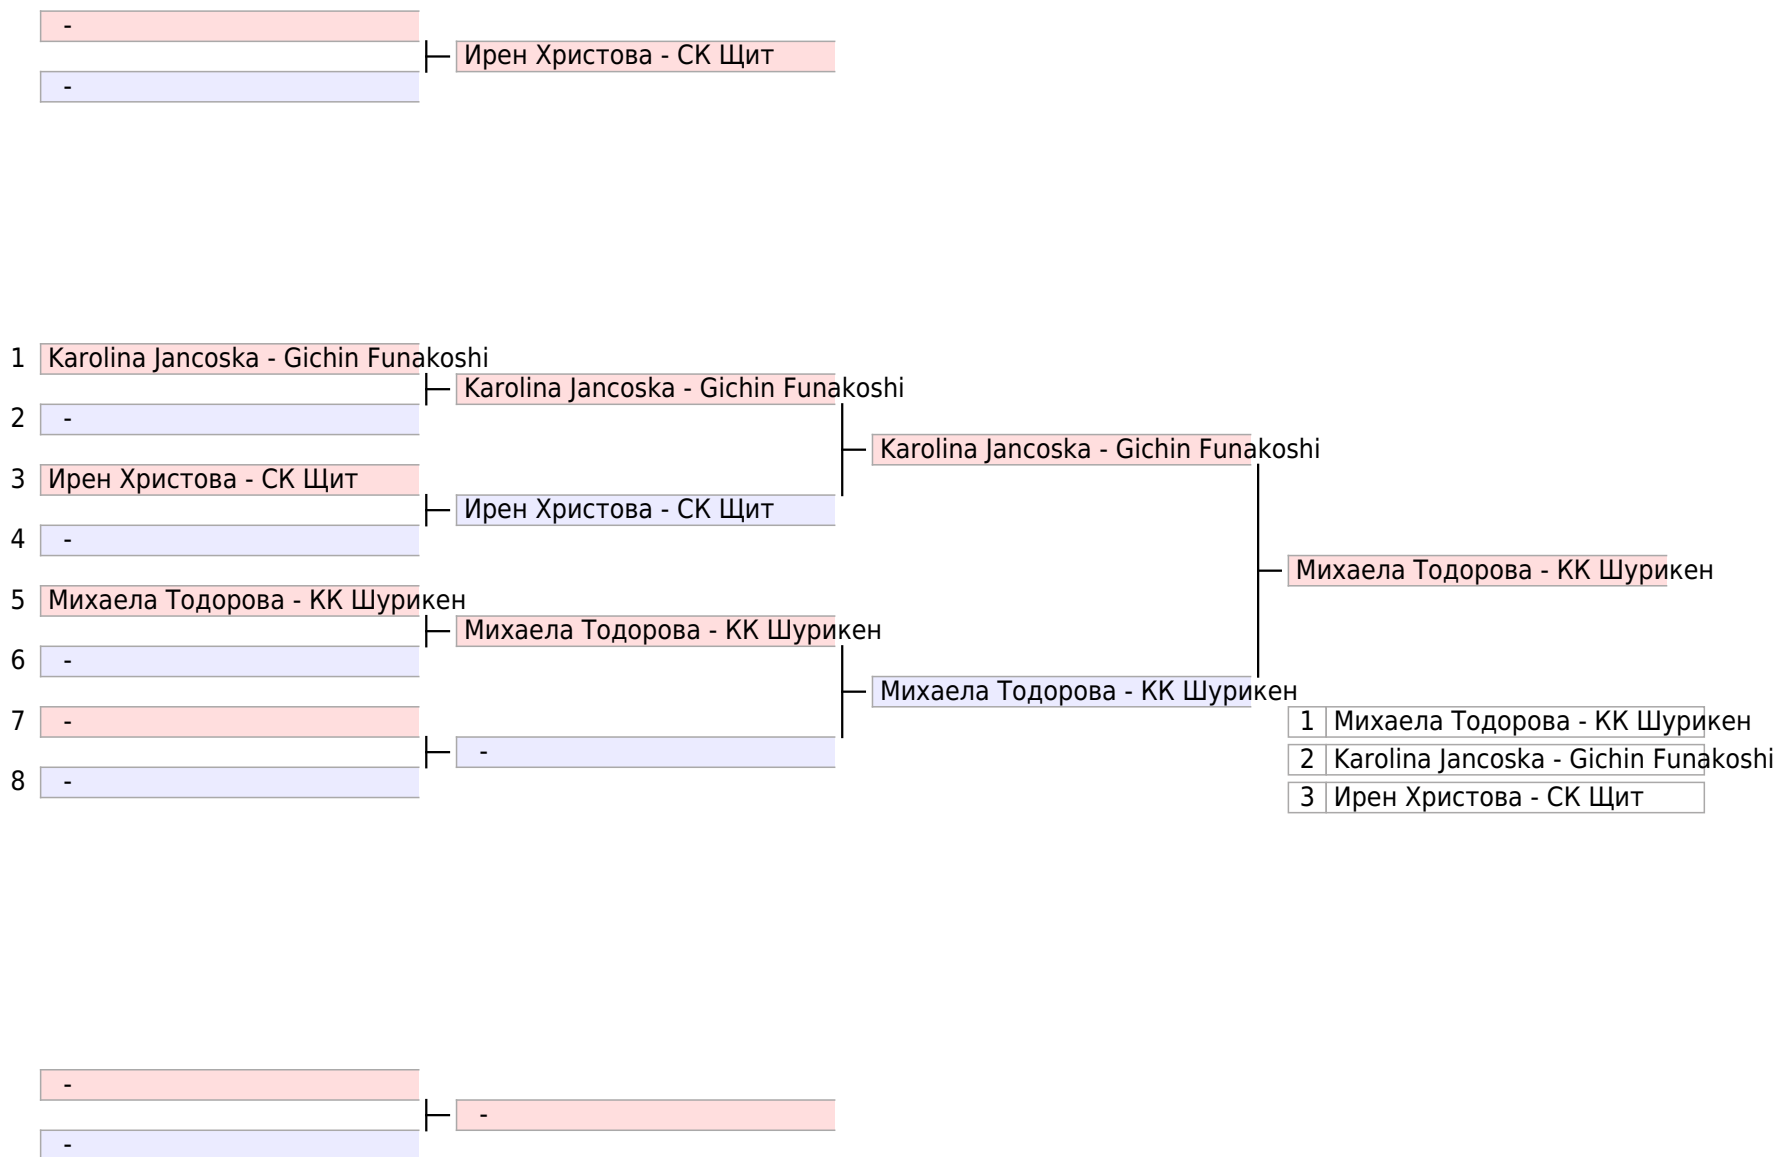 -
Ирен Христова - СК Щит
-
1 Karolina Jancoska - Gichin Funakoshi
Karolina Jancoska - Gichin Funakoshi
2 -
Karolina Jancoska - Gichin Funakoshi
3 Ирен Христова - СК Щит
Ирен Христова - СК Щит
4 -
Михаела Тодорова - КК Шурикен
5 Михаела Тодорова - КК Шурикен
Михаела Тодорова - КК Шурикен
6 -
Михаела Тодорова - КК Шурикен
7 -
1 Михаела Тодорова - КК Шурикен
-
2 Karolina Jancoska - Gichin Funakoshi
8 -
3 Ирен Христова - СК Щит
-
-
-